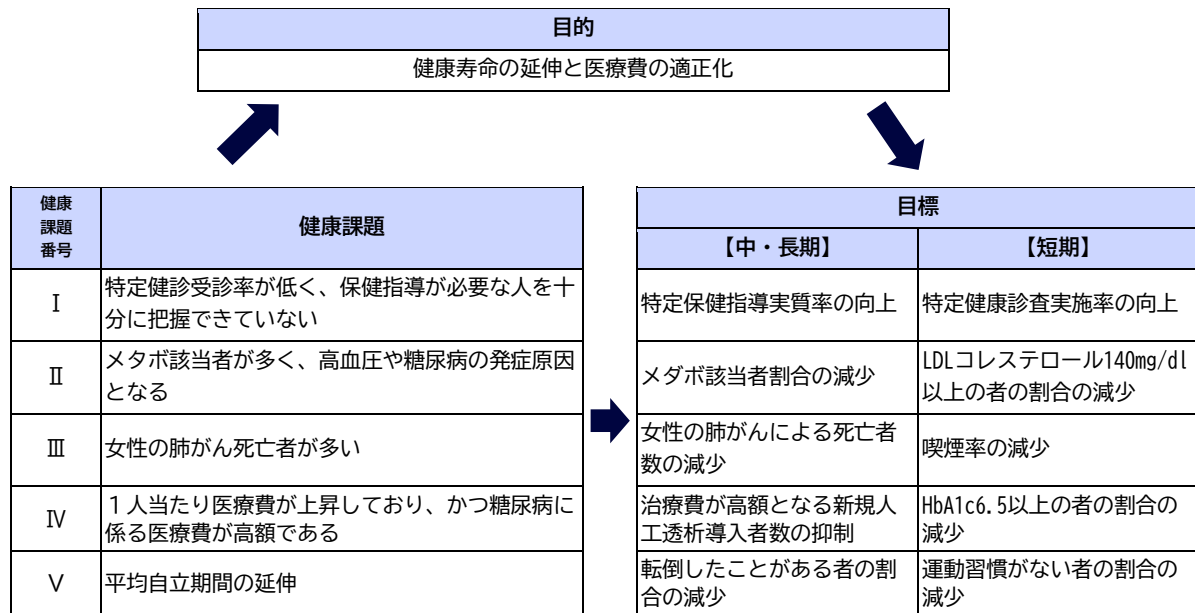 目的
健康寿命の延伸と医療費の適正化
健康
課題
番号
健康課題
Ⅰ
特定健診受診率が低く、保健指導が必要な人を十
分に把握できていない
Ⅱ
メタボ該当者が多く、高血圧や糖尿病の発症原因
となる
Ⅲ
女性の肺がん死亡者が多い
Ⅳ
１人当たり医療費が上昇しており、かつ糖尿病に
係る医療費が高額である
Ⅴ
平均自立期間の延伸
目標
【中・長期】
【短期】
特定保健指導実質率の向上
特定健康診査実施率の向上
メダボ該当者割合の減少
LDLコレステロール140mg/dl
以上の者の割合の減少
女性の肺がんによる死亡者
数の減少
喫煙率の減少
治療費が高額となる新規人
工透析導入者数の抑制
HbA1c6.5以上の者の割合の
減少
転倒したことがある者の割
合の減少
運動習慣がない者の割合の
減少